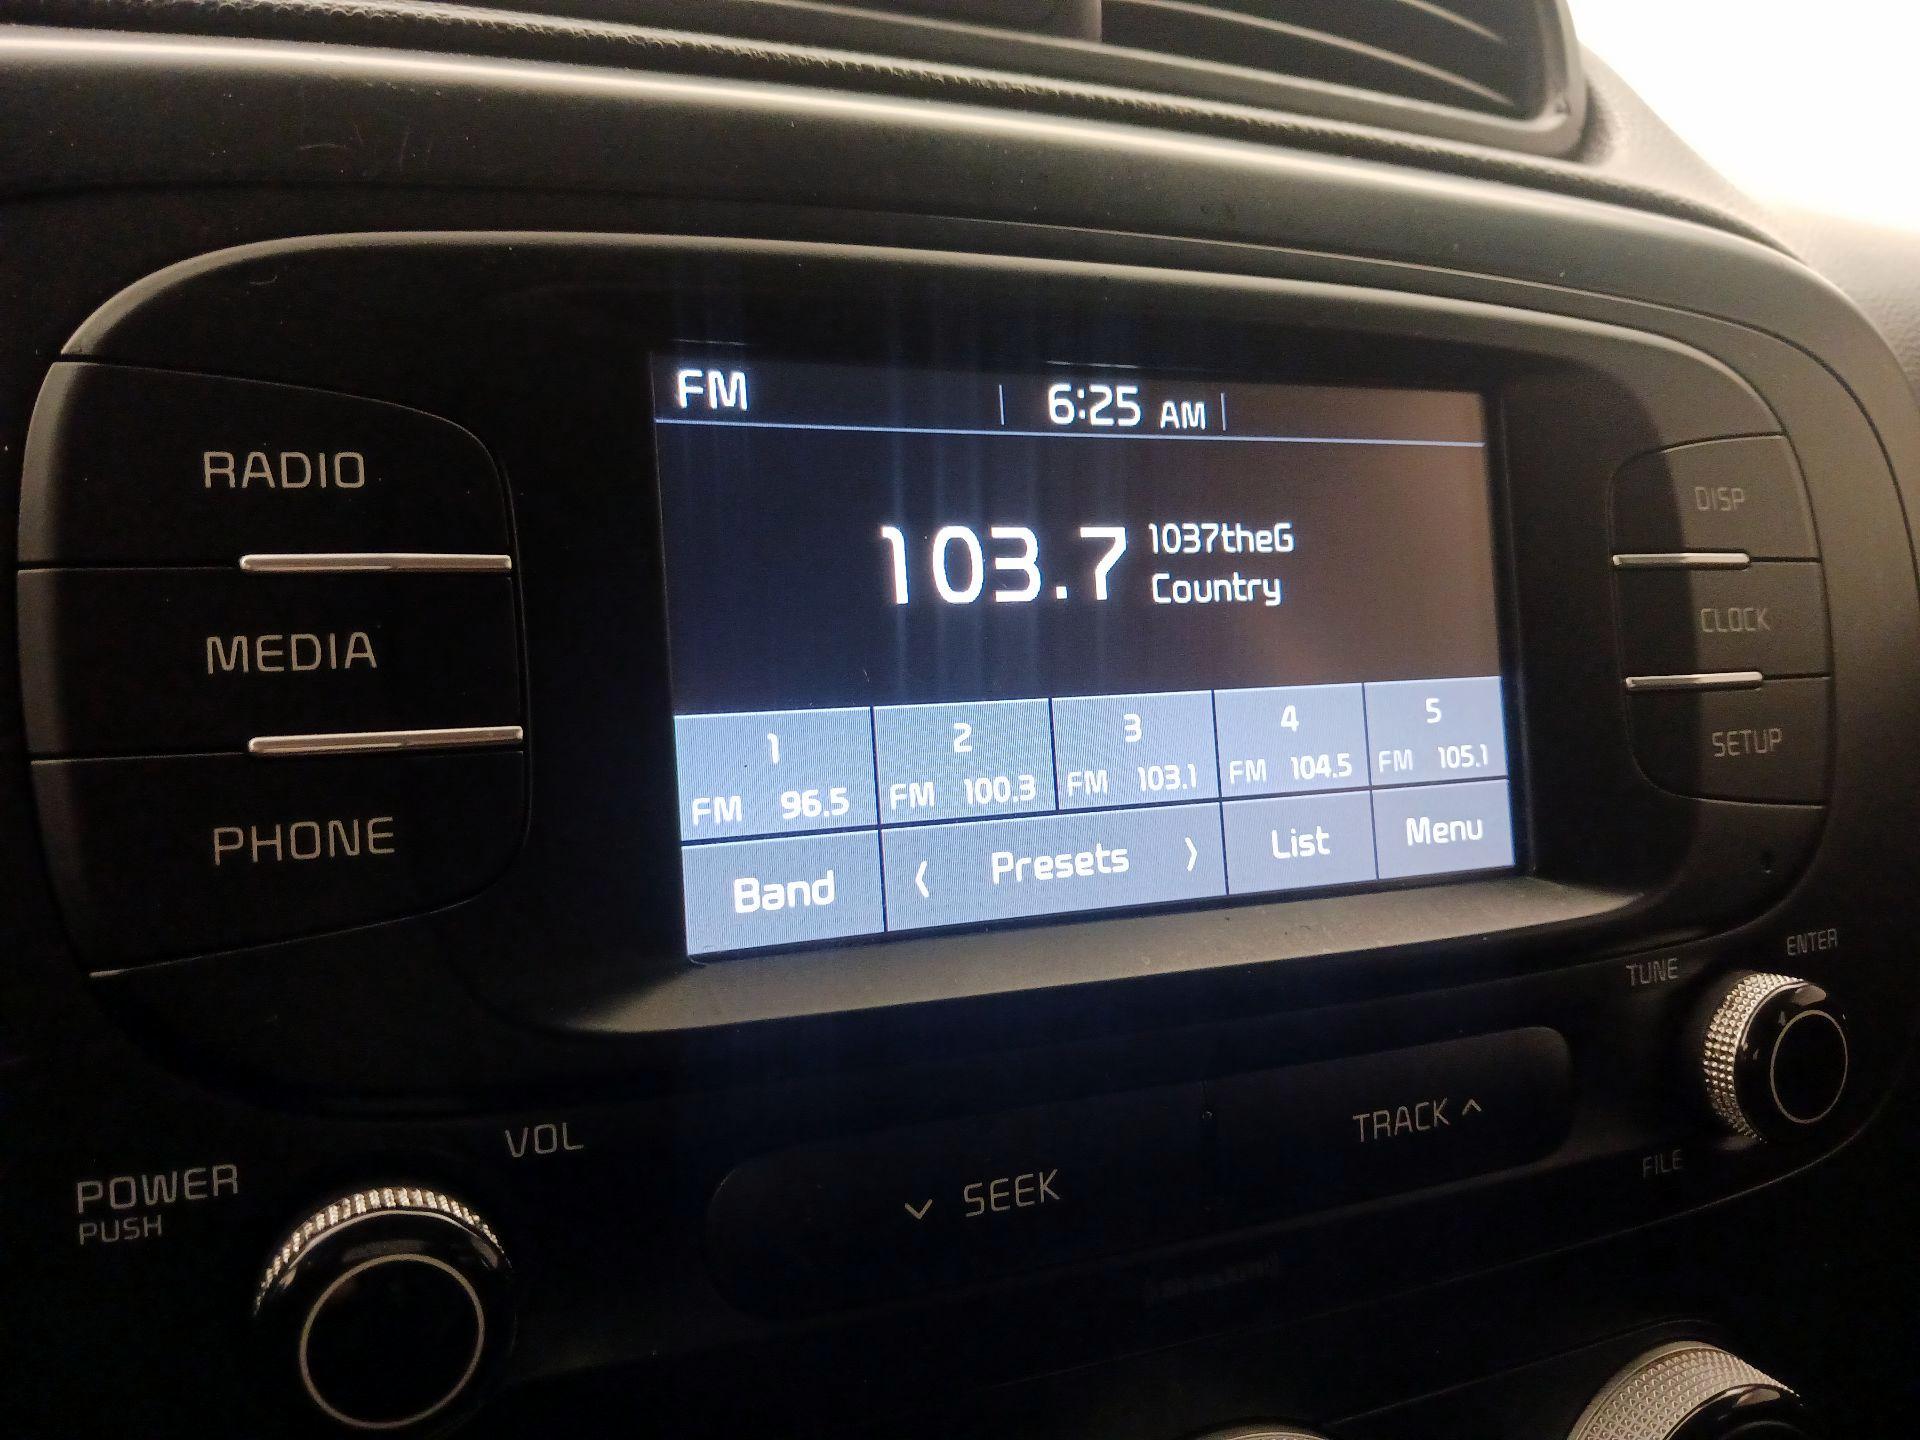 FM 6:25 AM
RADIO
MEDIA
PHONE
103.7
1037theG
Country
1 2 3 4 5
FM 96.5 FM 100.3 FM 103.1 FM 104.5 FM 105.1
Band < Presets > List Menu
DISP
CLOCK
SETUP
POWER
PUSH
VOL
SEEK
TRACK
TUNE
ENTER
FILE